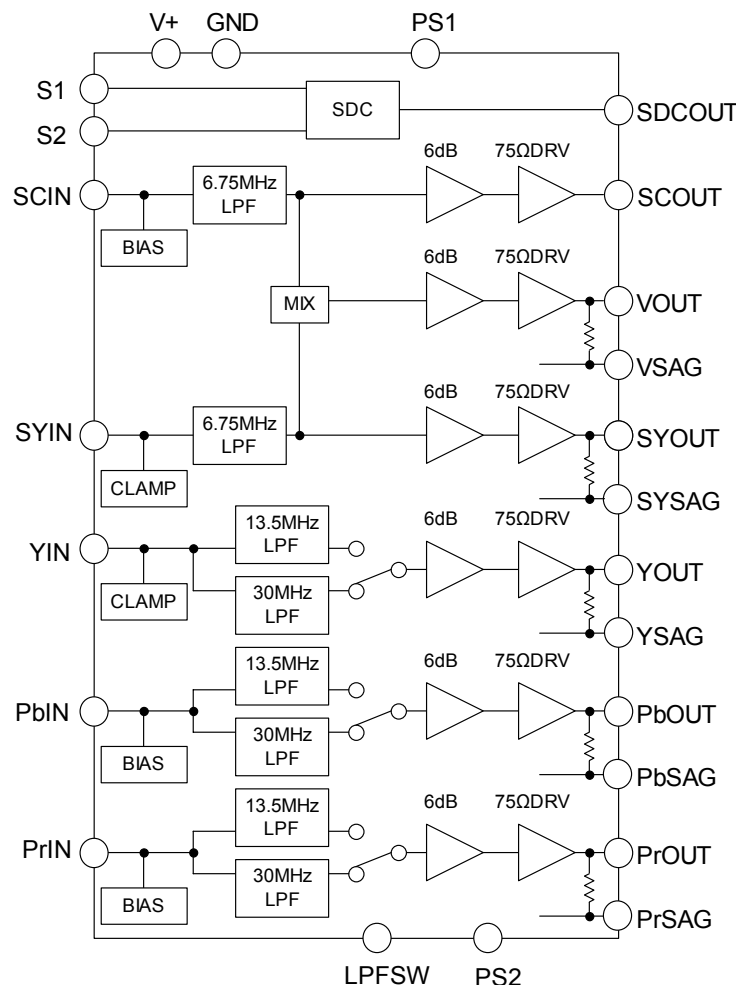 V+
GND
PS1
S1
SDC
SDCOUT
S2
6dB
75ΩDRV
SCIN
6.75MHz
LPF
SCOUT
BIAS
6dB
75ΩDRV
MIX
VOUT
VSAG
6dB
75ΩDRV
SYIN
6.75MHz
LPF
SYOUT
CLAMP
SYSAG
13.5MHz
LPF
6dB
75ΩDRV
YIN
YOUT
CLAMP
30MHz
LPF
YSAG
13.5MHz
LPF
6dB
75ΩDRV
PbIN
PbOUT
BIAS
30MHz
LPF
PbSAG
13.5MHz
LPF
6dB
75ΩDRV
PrIN
PrOUT
BIAS
30MHz
LPF
PrSAG
LPFSW
PS2